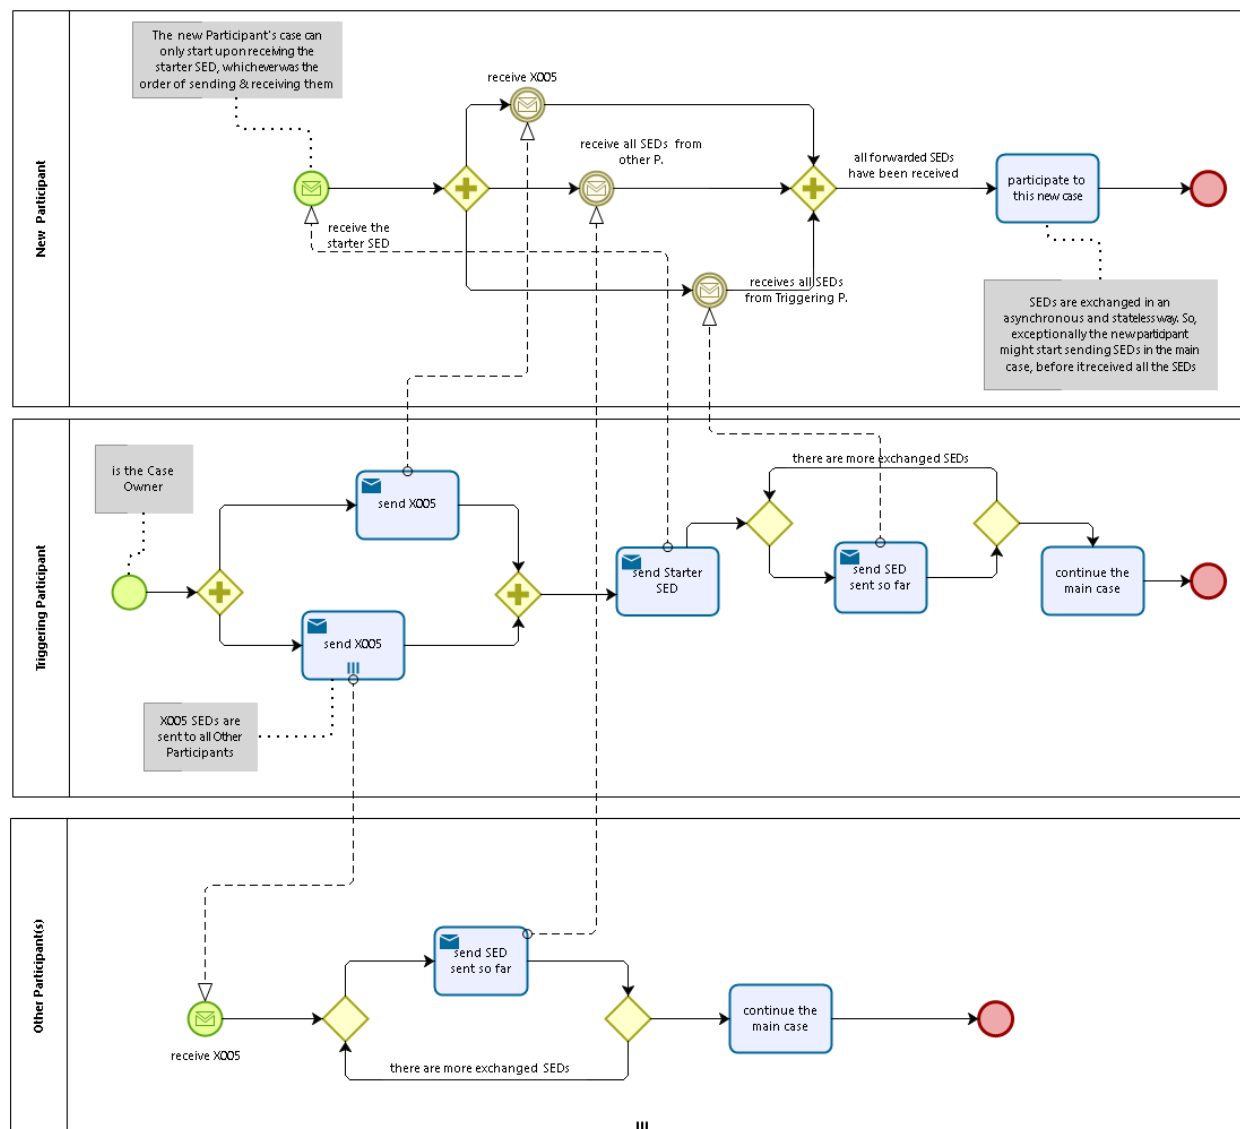 New Participant
The new Participant's case can
only start upon receiving the
starter SED, whicheverwas the
order of sending & receiving them
receive X005
receive all SEDs from
other P.
all forwarded SEDs
have been received
participate to
this new case
receive the
starter SED
receives all SEDs
from Triggering P.
SEDs are exchanged in an
asynchronous and stateless way. So,
exceptionally the new participant
might start sending SEDs in the main
case, before it received all the SEDs
Triggering Participant
is the Case
Owner
send X005
there are more exchanged SEDs
send Starter
SED
send SED
sent so far
continue the
main case
send X005
X005 SEDs are
sent to all Other
Participants
Other Participant(s)
send SED
sent so far
continue the
main case
receive X005
there are more exchanged SEDs